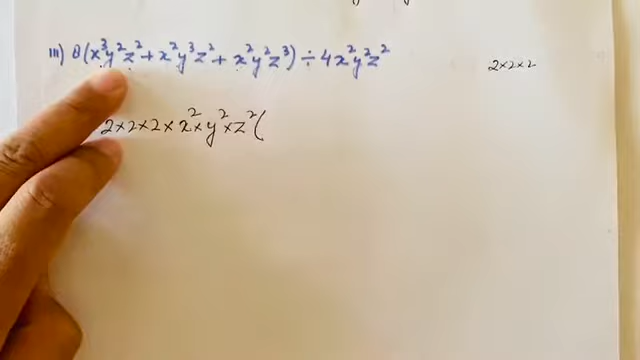 iii) 8(x³y²z² + x²y³z² + x²y²z³) ÷ 4x²y²z²
2×2×2
2×2×2×x²×y²×z²(